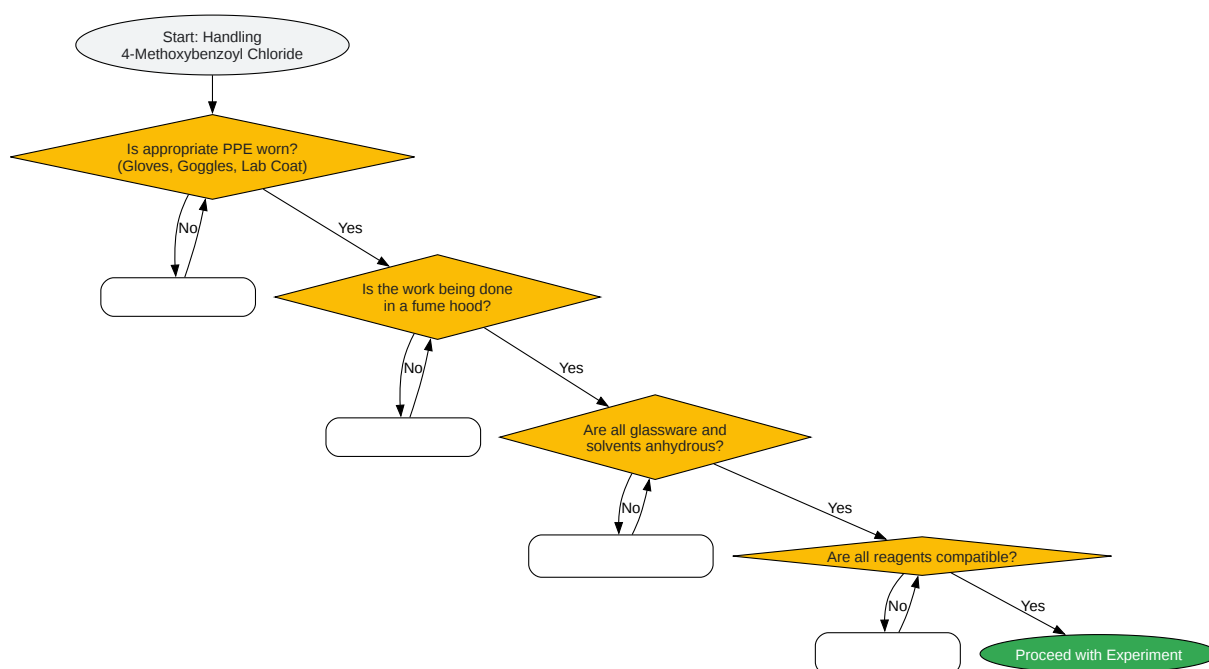 Start: Handling
4-Methoxybenzoyl Chloride
Is appropriate PPE worn?
(Gloves, Goggles, Lab Coat)
No
Yes
Is the work being done
in a fume hood?
No
Yes
Are all glassware and
solvents anhydrous?
No
Yes
Are all reagents compatible?
No
Yes
Proceed with Experiment